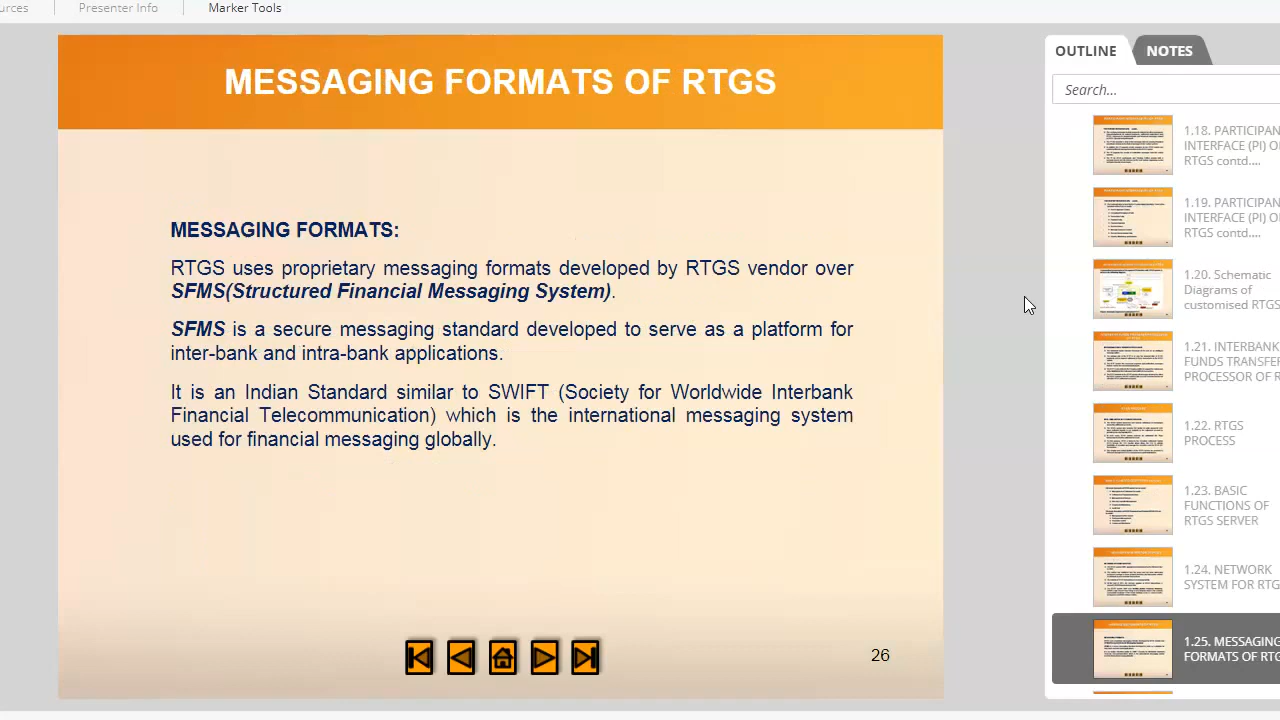 urces
Presenter Info
Marker Tools
MESSAGING FORMATS OF RTGS
MESSAGING FORMATS:
RTGS uses proprietary messaging formats developed by RTGS vendor over
SFMS(Structured Financial Messaging System).
SFMS is a secure messaging standard developed to serve as a platform for
inter-bank and intra-bank applications.
It is an Indian Standard similar to SWIFT (Society for Worldwide Interbank
Financial Telecommunication) which is the international messaging system
used for financial messaging globally.
26
OUTLINE
NOTES
Search...
1.18. PARTICIPAN
INTERFACE (PI) O
RTGS contd....
1.19. PARTICIPAN
INTERFACE (PI) O
RTGS contd....
1.20. Schematic
Diagrams of
customised RTGS
1.21. INTERBANK
FUNDS TRANSFE
PROCESSOR OF R
1.22. RTGS
PROCESS
1.23. BASIC
FUNCTIONS OF
RTGS SERVER
1.24. NETWORK
SYSTEM FOR RTG
1.25. MESSAGING
FORMATS OF RTG